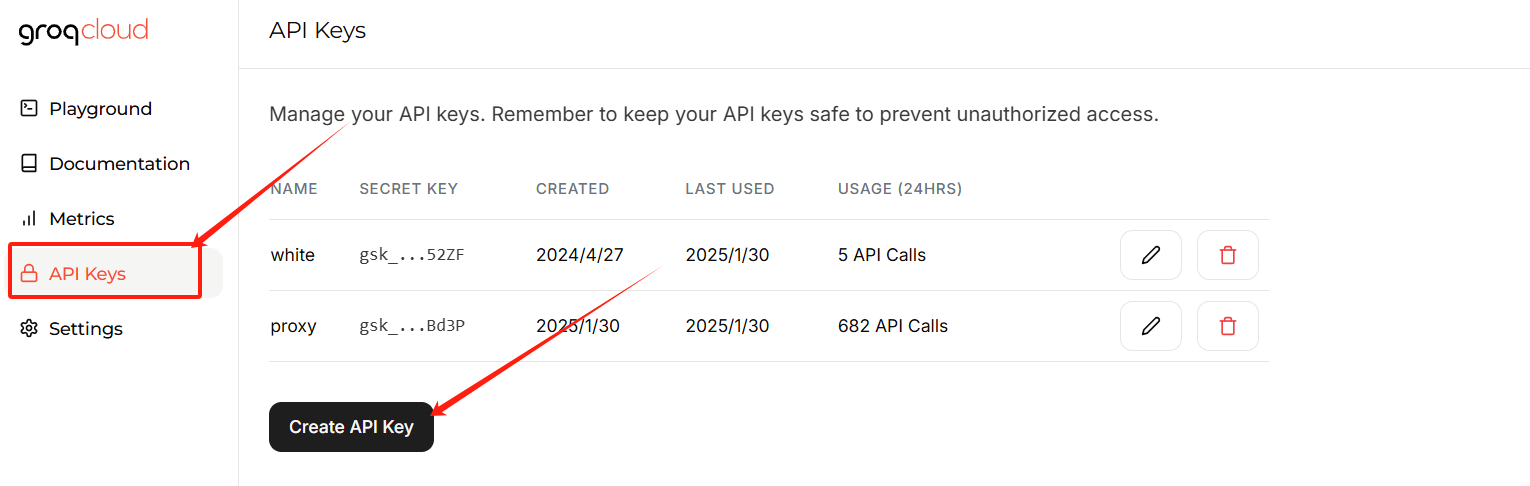 groqcloud
API Keys
Playground
Documentation
Metrics
API Keys
Settings
Manage your API keys. Remember to keep your API keys safe to prevent unauthorized access.
NAME SECRET KEY CREATED LAST USED USAGE (24HRS)
white gsk_...52ZF 2024/4/27 2025/1/30 5 API Calls
proxy gsk_...Bd3P 2025/1/30 2025/1/30 682 API Calls
Create API Key